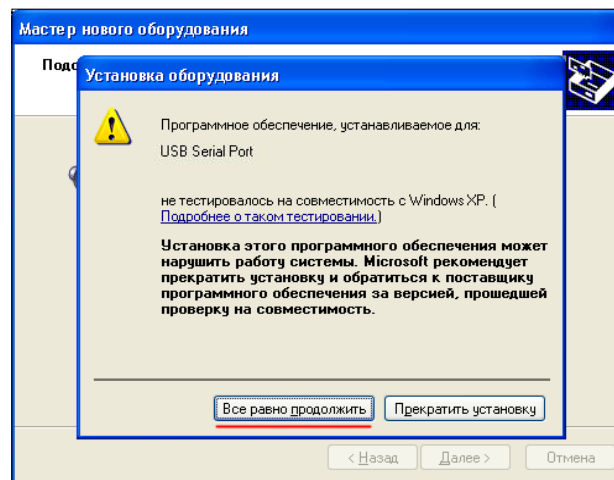 Мастер нового оборудования
Установка оборудования
Программное обеспечение, устанавливаемое для:
USB Serial Port
не тестировалось на совместимость с Windows XP. (
Подробнее о таком тестировании.)
Установка этого программного обеспечения может
нарушить работу системы. Microsoft рекомендует
прекратить установку и обратиться к поставщику
программного обеспечения за версией, прошедшей
проверку на совместимость.
Все равно продолжить
Прекратить установку
< Назад
Далее >
Отмена